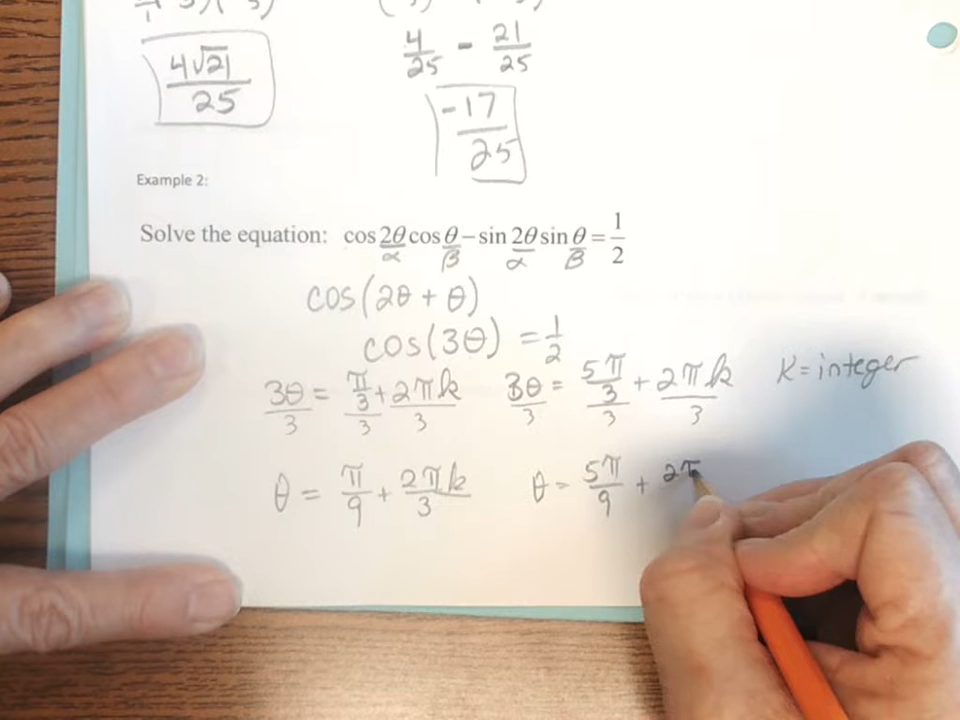 4√21 / 25
4/25 - 21/25
-17 / 25
Example 2:
Solve the equation: cos 2θ cos θ − sin 2θ sin θ = 1/2
α β α β
cos(2θ + θ)
cos(3θ) = 1/2
3θ/3 = π/3/3 + 2πk/3 3θ/3 = 5π/3/3 + 2πk/3 K = integer
θ = π/9 + 2πk/3 θ = 5π/9 + 2π